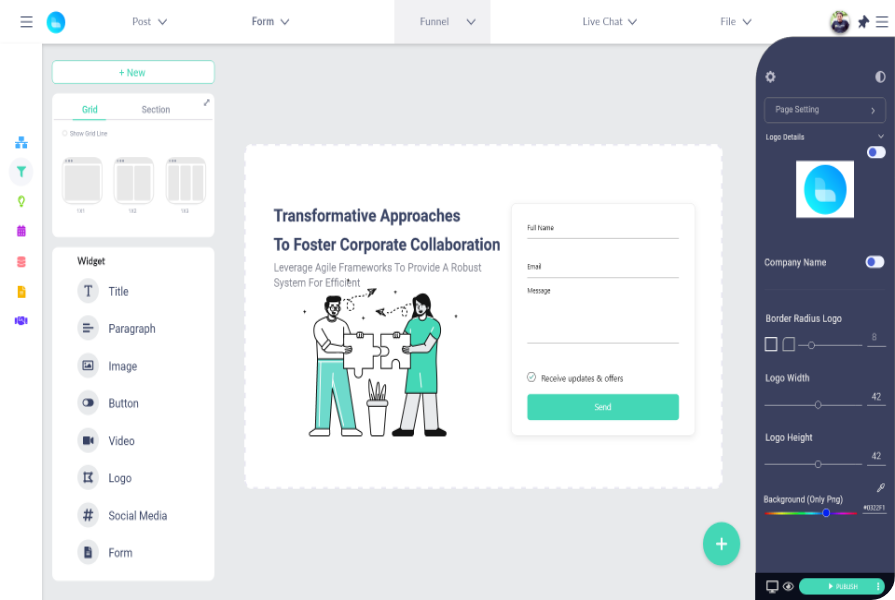 Post
Form
Funnel
Live Chat
File
+ New
Grid
Section
Show Grid Line
1X1
1X2
1X3
Widget
Title
Paragraph
Image
Button
Video
Logo
Social Media
Form
Transformative Approaches
To Foster Corporate Collaboration
Leverage Agile Frameworks To Provide A Robust
System For Efficient
Full Name
Email
Message
Receive updates & offers
Send
Page Setting
Logo Details
Company Name
Border Radius Logo
8
Logo Width
42
Logo Height
42
Background (Only Png)
#0322F1
PUBLISH